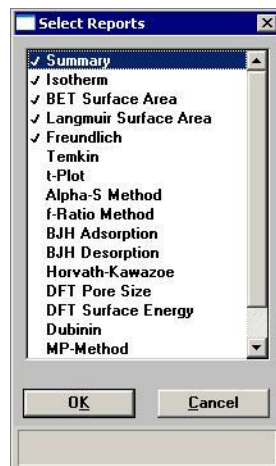 Select Reports
✓ Summary
✓ Isotherm
✓ BET Surface Area
✓ Langmuir Surface Area
✓ Freundlich
Temkin
t-Plot
Alpha-S Method
f-Ratio Method
BJH Adsorption
BJH Desorption
Horvath-Kawazoe
DFT Pore Size
DFT Surface Energy
Dubinin
MP-Method
OK Cancel